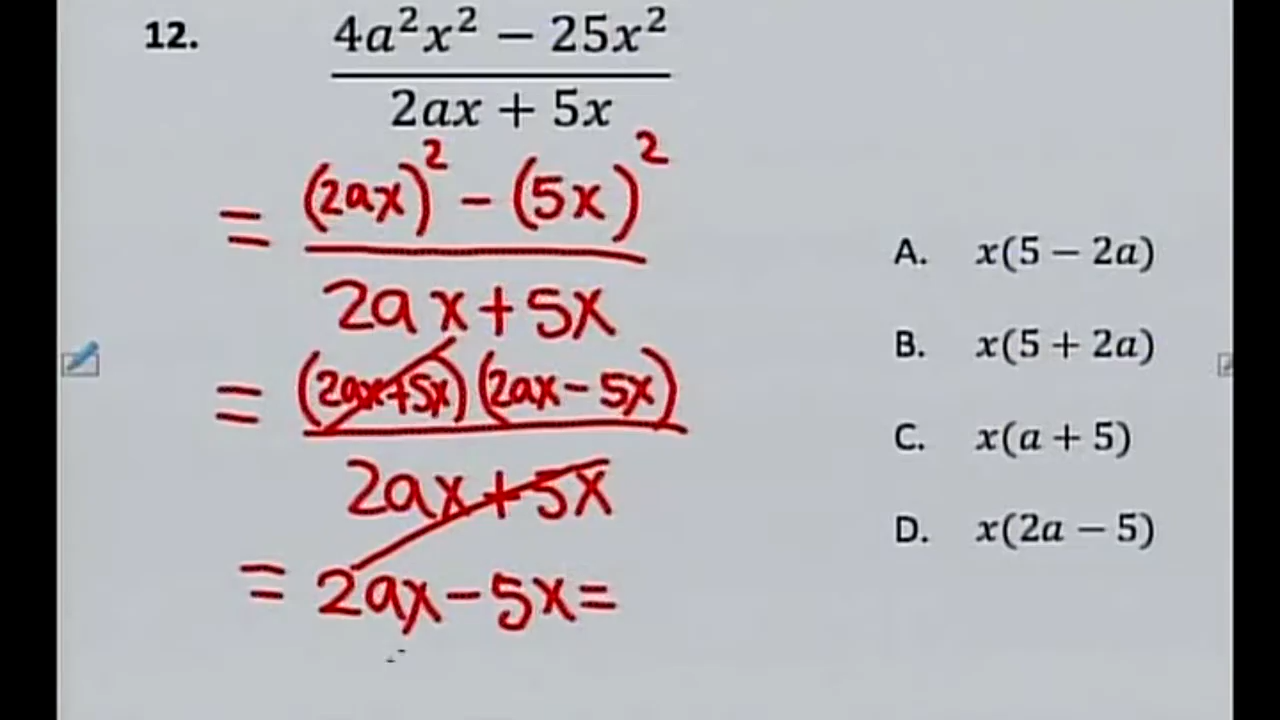 12.
4a²x² − 25x²
2ax + 5x
= (2ax)² − (5x)²
2ax + 5x
= (2ax+5x)(2ax−5x)
2ax+5x
= 2ax−5x=
A. x(5 − 2a)
B. x(5 + 2a)
C. x(a + 5)
D. x(2a − 5)